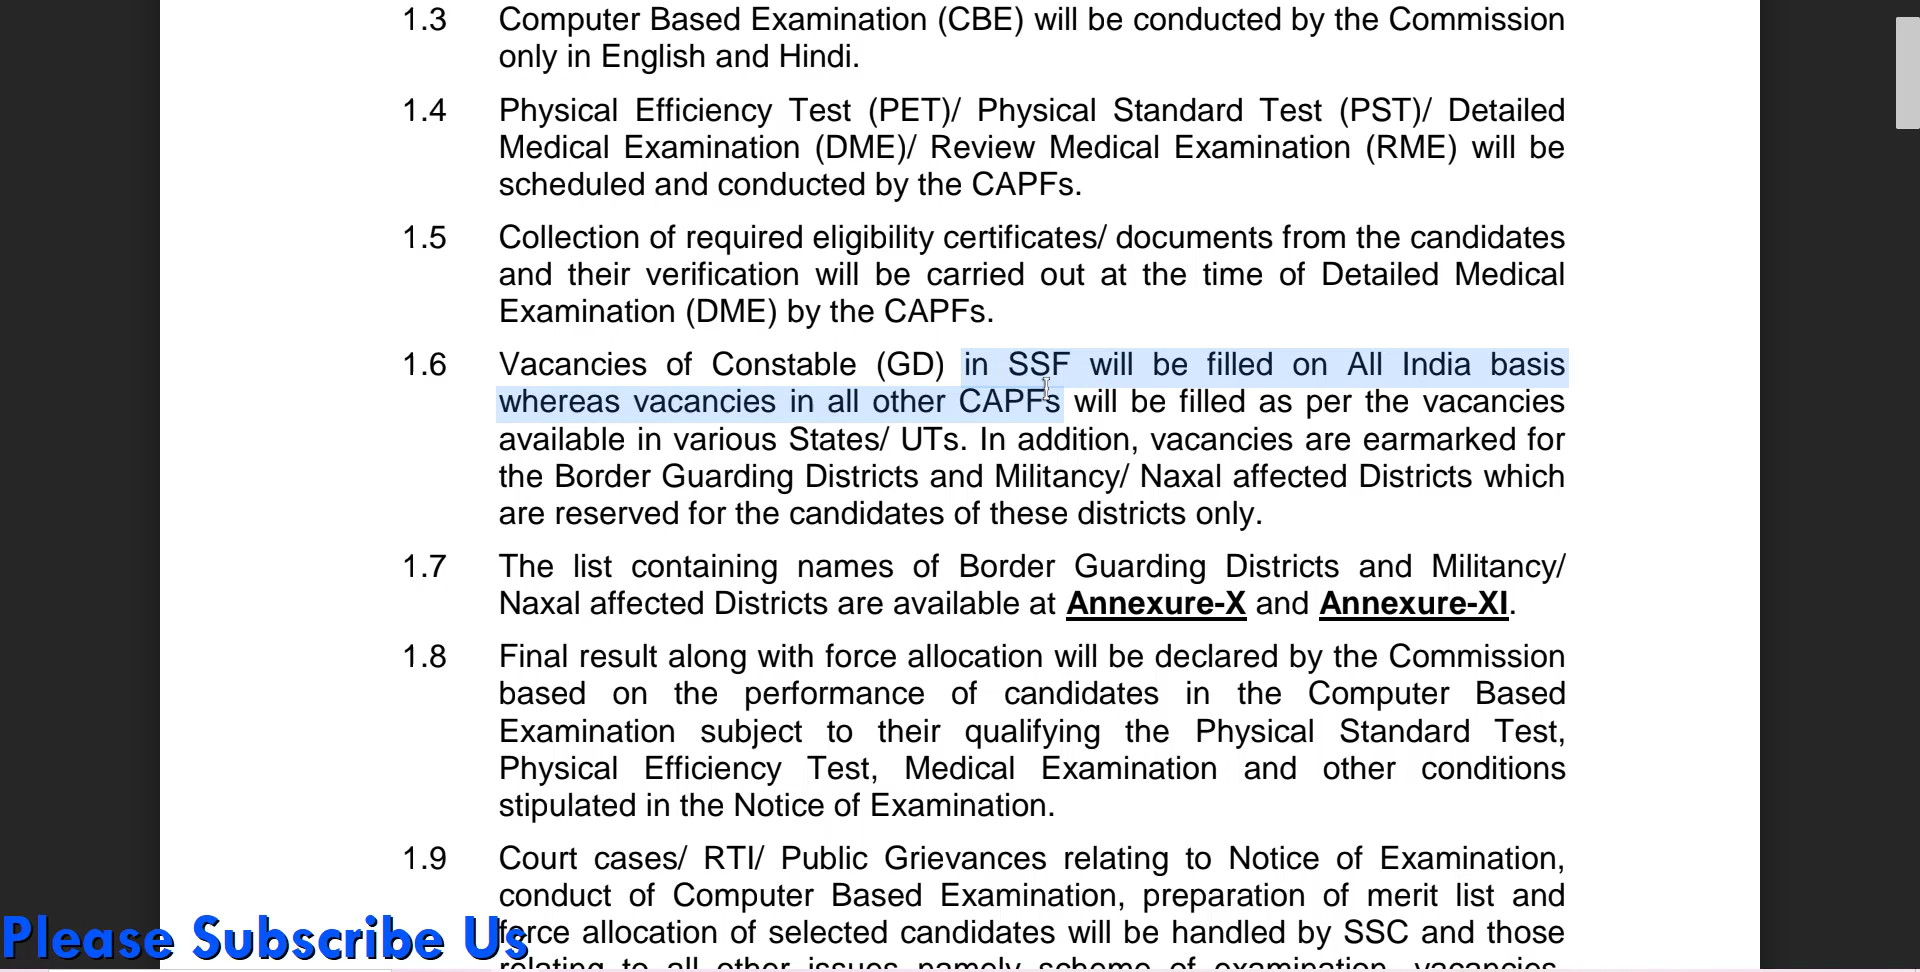 1.3 Computer Based Examination (CBE) will be conducted by the Commission
only in English and Hindi.
1.4 Physical Efficiency Test (PET)/ Physical Standard Test (PST)/ Detailed
Medical Examination (DME)/ Review Medical Examination (RME) will be
scheduled and conducted by the CAPFs.
1.5 Collection of required eligibility certificates/ documents from the candidates
and their verification will be carried out at the time of Detailed Medical
Examination (DME) by the CAPFs.
1.6 Vacancies of Constable (GD) in SSF will be filled on All India basis
whereas vacancies in all other CAPFs will be filled as per the vacancies
available in various States/ UTs. In addition, vacancies are earmarked for
the Border Guarding Districts and Militancy/ Naxal affected Districts which
are reserved for the candidates of these districts only.
1.7 The list containing names of Border Guarding Districts and Militancy/
Naxal affected Districts are available at Annexure-X and Annexure-XI.
1.8 Final result along with force allocation will be declared by the Commission
based on the performance of candidates in the Computer Based
Examination subject to their qualifying the Physical Standard Test,
Physical Efficiency Test, Medical Examination and other conditions
stipulated in the Notice of Examination.
1.9 Court cases/ RTI/ Public Grievances relating to Notice of Examination,
conduct of Computer Based Examination, preparation of merit list and
force allocation of selected candidates will be handled by SSC and those
relating to all other issues namely scheme of examination, vacancies,
Please Subscribe Us